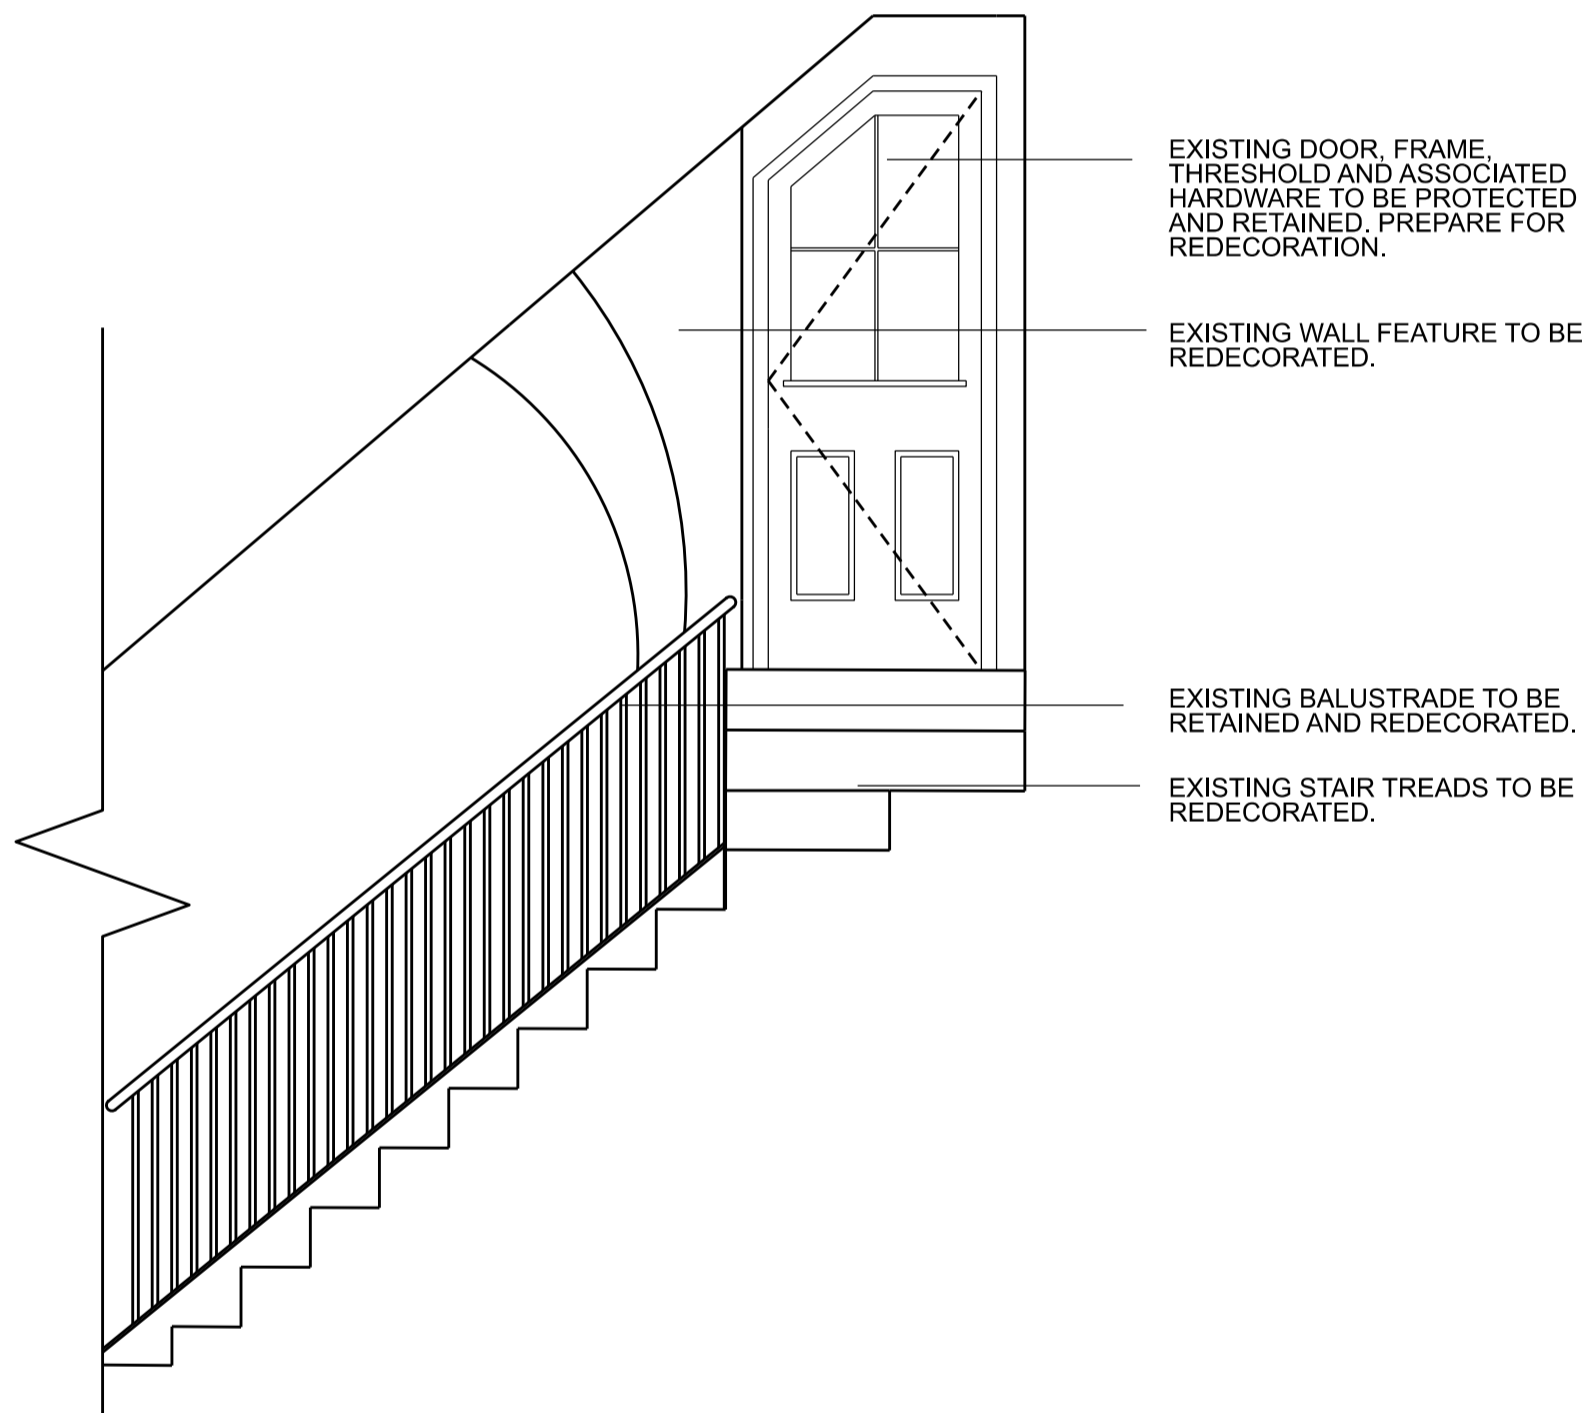 EXISTING DOOR, FRAME,
THRESHOLD AND ASSOCIATED
HARDWARE TO BE PROTECTED
AND RETAINED. PREPARE FOR
REDECORATION.
EXISTING WALL FEATURE TO BE
REDECORATED.
EXISTING BALUSTRADE TO BE
RETAINED AND REDECORATED.
EXISTING STAIR TREADS TO BE
REDECORATED.